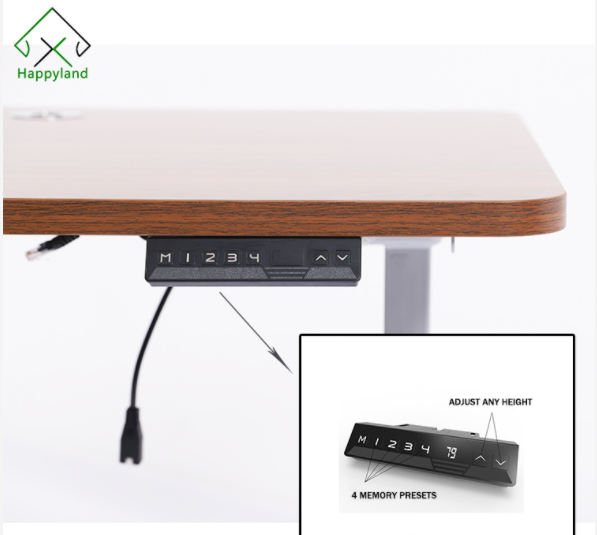 Happyland
M 1 2 3 4
ADJUST ANY HEIGHT
M 1 2 3 4 79
4 MEMORY PRESETS